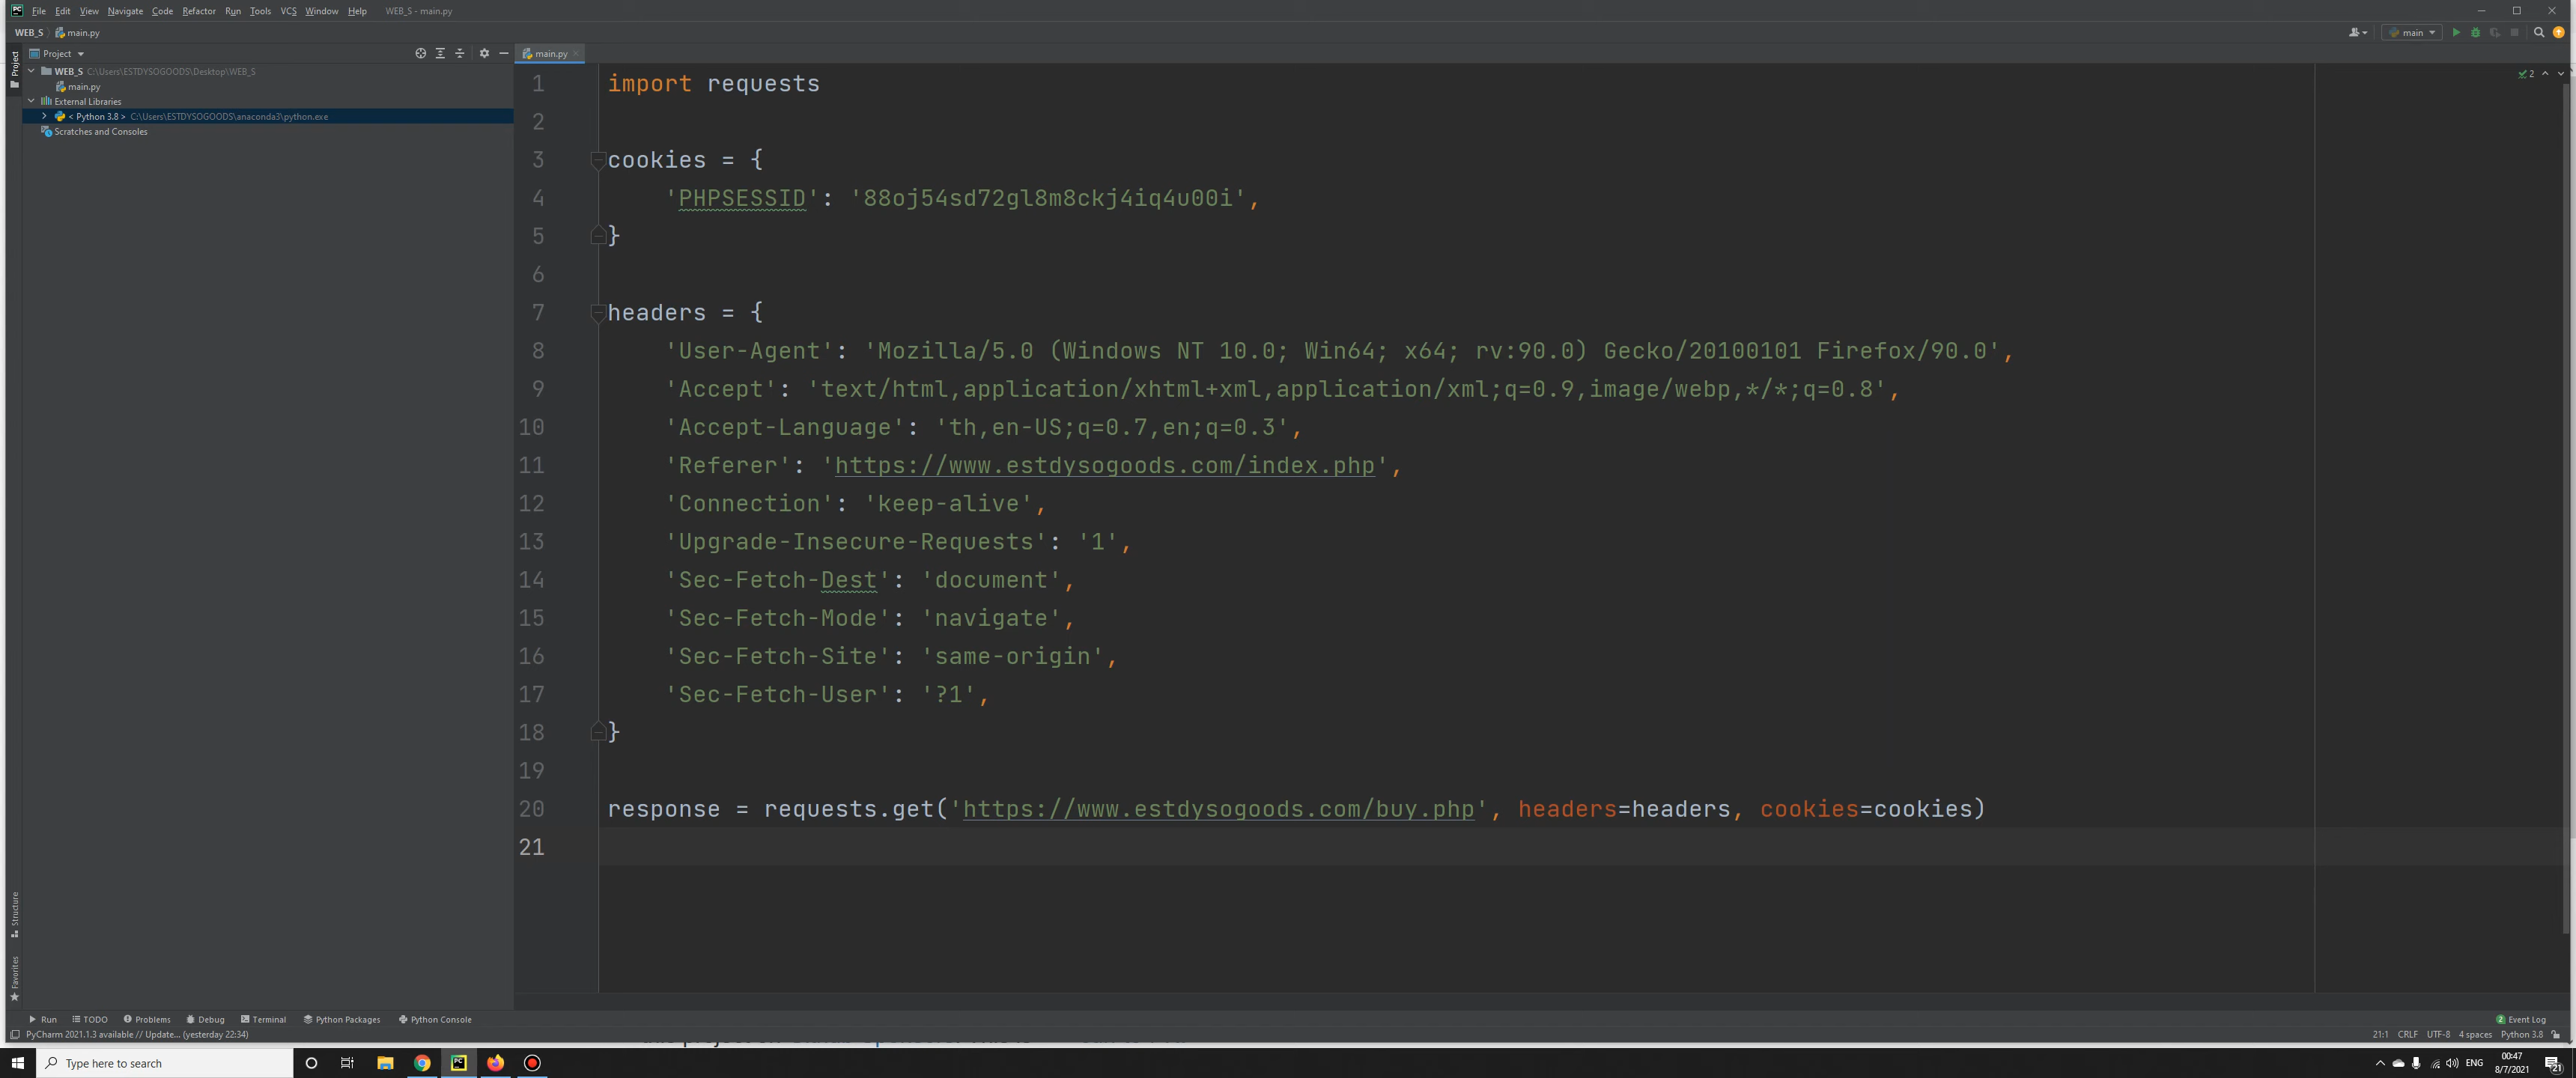 File Edit View Navigate Code Refactor Run Tools VCS Window Help WEB_S - main.py
WEB_S main.py main
Project main.py
Project
WEB_S C:\Users\ESTDYSOGOODS\Desktop\WEB_S
main.py
External Libraries
< Python 3.8 > C:\Users\ESTDYSOGOODS\anaconda3\python.exe
Scratches and Consoles
2
1 import requests
2
3 cookies = {
4 'PHPSESSID': '88oj54sd72gl8m8ckj4iq4u00i',
5 }
6
7 headers = {
8 'User-Agent': 'Mozilla/5.0 (Windows NT 10.0; Win64; x64; rv:90.0) Gecko/20100101 Firefox/90.0',
9 'Accept': 'text/html,application/xhtml+xml,application/xml;q=0.9,image/webp,*/*;q=0.8',
10 'Accept-Language': 'th,en-US;q=0.7,en;q=0.3',
11 'Referer': 'https://www.estdysogoods.com/index.php',
12 'Connection': 'keep-alive',
13 'Upgrade-Insecure-Requests': '1',
14 'Sec-Fetch-Dest': 'document',
15 'Sec-Fetch-Mode': 'navigate',
16 'Sec-Fetch-Site': 'same-origin',
17 'Sec-Fetch-User': '?1',
18 }
19
20 response = requests.get('https://www.estdysogoods.com/buy.php', headers=headers, cookies=cookies)
21
Structure
Favorites
Run TODO Problems Debug Terminal Python Packages Python Console 2 Event Log
PyCharm 2021.1.3 available // Update... (yesterday 22:34) 21:1 CRLF UTF-8 4 spaces Python 3.8
Type here to search ENG 00:47
8/7/2021 21